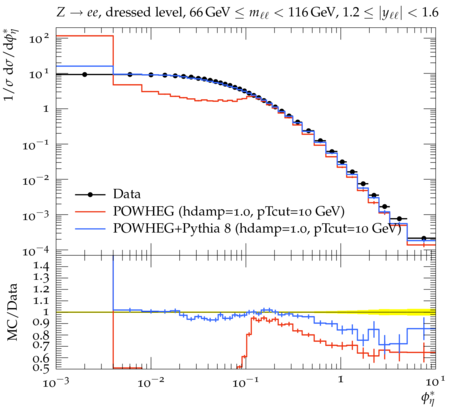 Z → ee, dressed level, 66 GeV ≤ mℓℓ < 116 GeV, 1.2 ≤ |yℓℓ| < 1.6
1/σ dσ/dϕ*η
10²
10¹
1
10⁻¹
10⁻²
10⁻³
10⁻⁴
Data
POWHEG (hdamp=1.0, pTcut=10 GeV)
POWHEG+Pythia 8 (hdamp=1.0, pTcut=10 GeV)
MC/Data
1.4
1.3
1.2
1.1
1
0.9
0.8
0.7
0.6
0.5
10⁻³ 10⁻² 10⁻¹ 1 10¹
ϕ*η